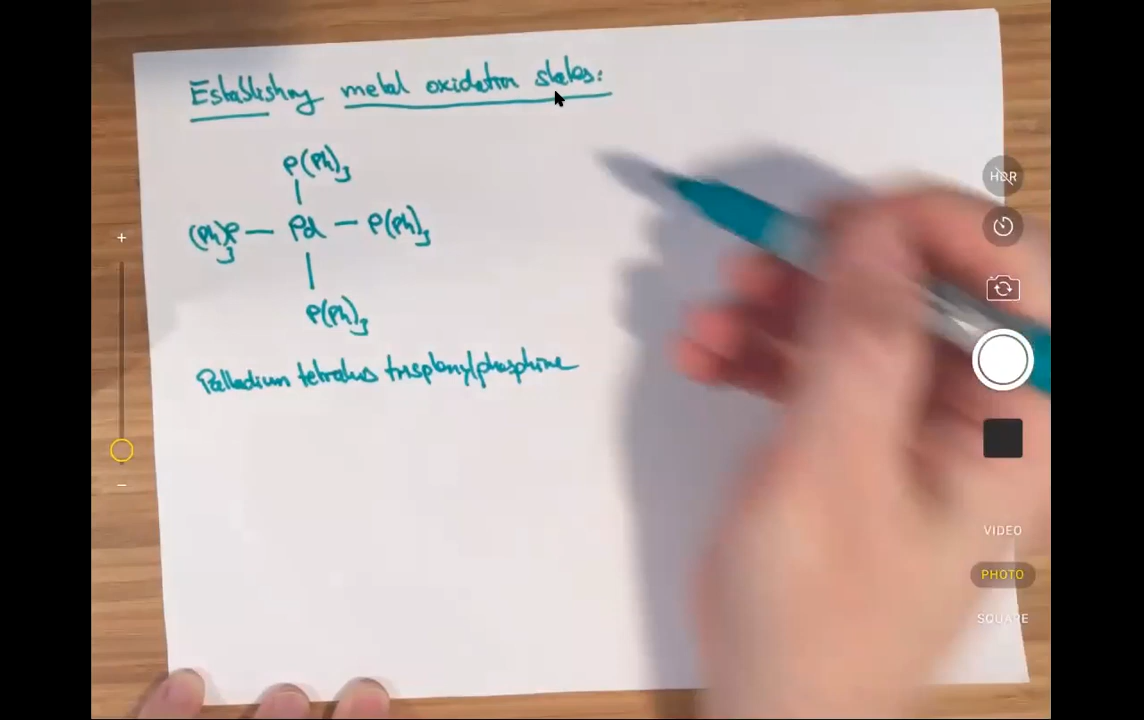 Establishing metal oxidation states:
P(Ph)3
(Ph)3P — Pd — P(Ph)3
P(Ph)3
Palladium tetrakis trisphenylphosphine
HDR
VIDEO
PHOTO
SQUARE